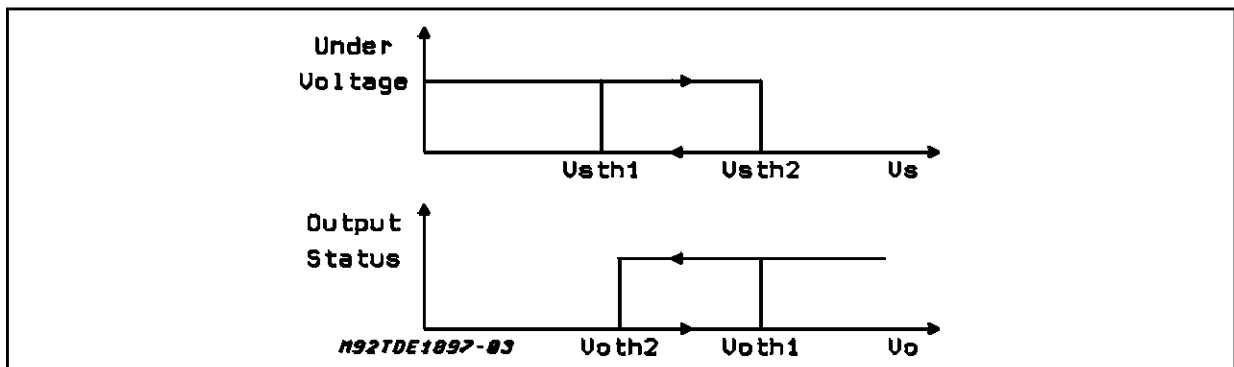 Under
Voltage
Vsth1 Vsth2 Vs
Output
Status
M92TDE1897-03 Voth2 Voth1 Vo